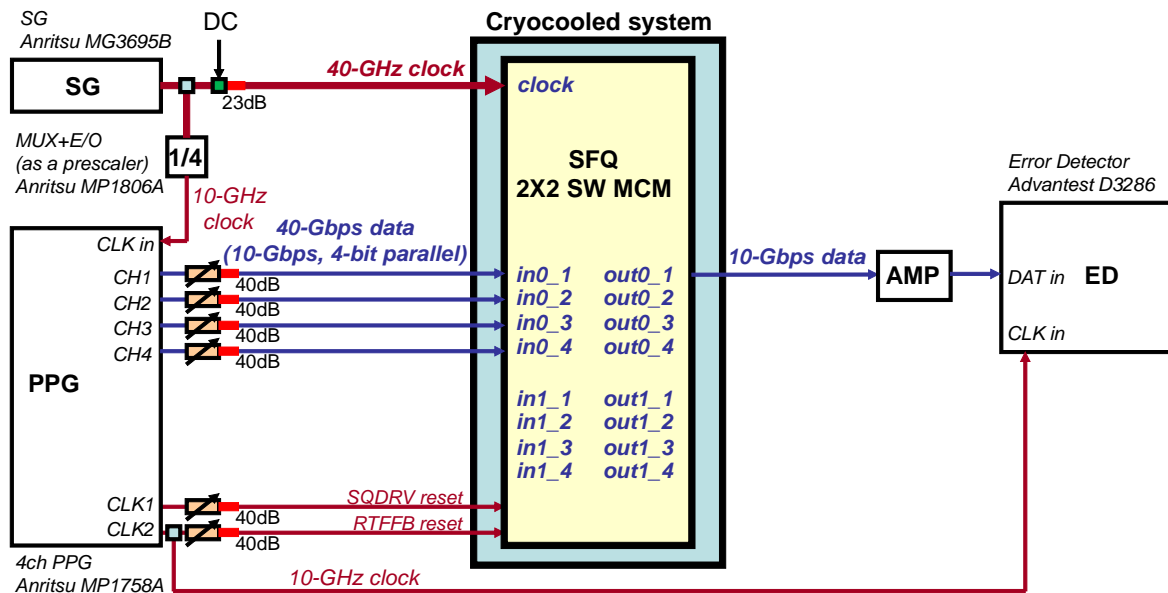 SG
Anritsu MG3695B
DC
Cryocooled system
SG
40-GHz clock
23dB
clock
MUX+E/O
(as a prescaler)
Anritsu MP1806A
1/4
SFQ
2X2 SW MCM
Error Detector
Advantest D3286
10-GHz
clock
40-Gbps data
(10-Gbps, 4-bit parallel)
CLK in
CH1
40dB
CH2
40dB
CH3
40dB
CH4
40dB
in0_1 out0_1
in0_2 out0_2
in0_3 out0_3
in0_4 out0_4
10-Gbps data
AMP
DAT in
ED
CLK in
PPG
in1_1 out1_1
in1_2 out1_2
in1_3 out1_3
in1_4 out1_4
CLK1
40dB
SQDRV reset
CLK2
40dB
RTFFB reset
4ch PPG
Anritsu MP1758A
10-GHz clock